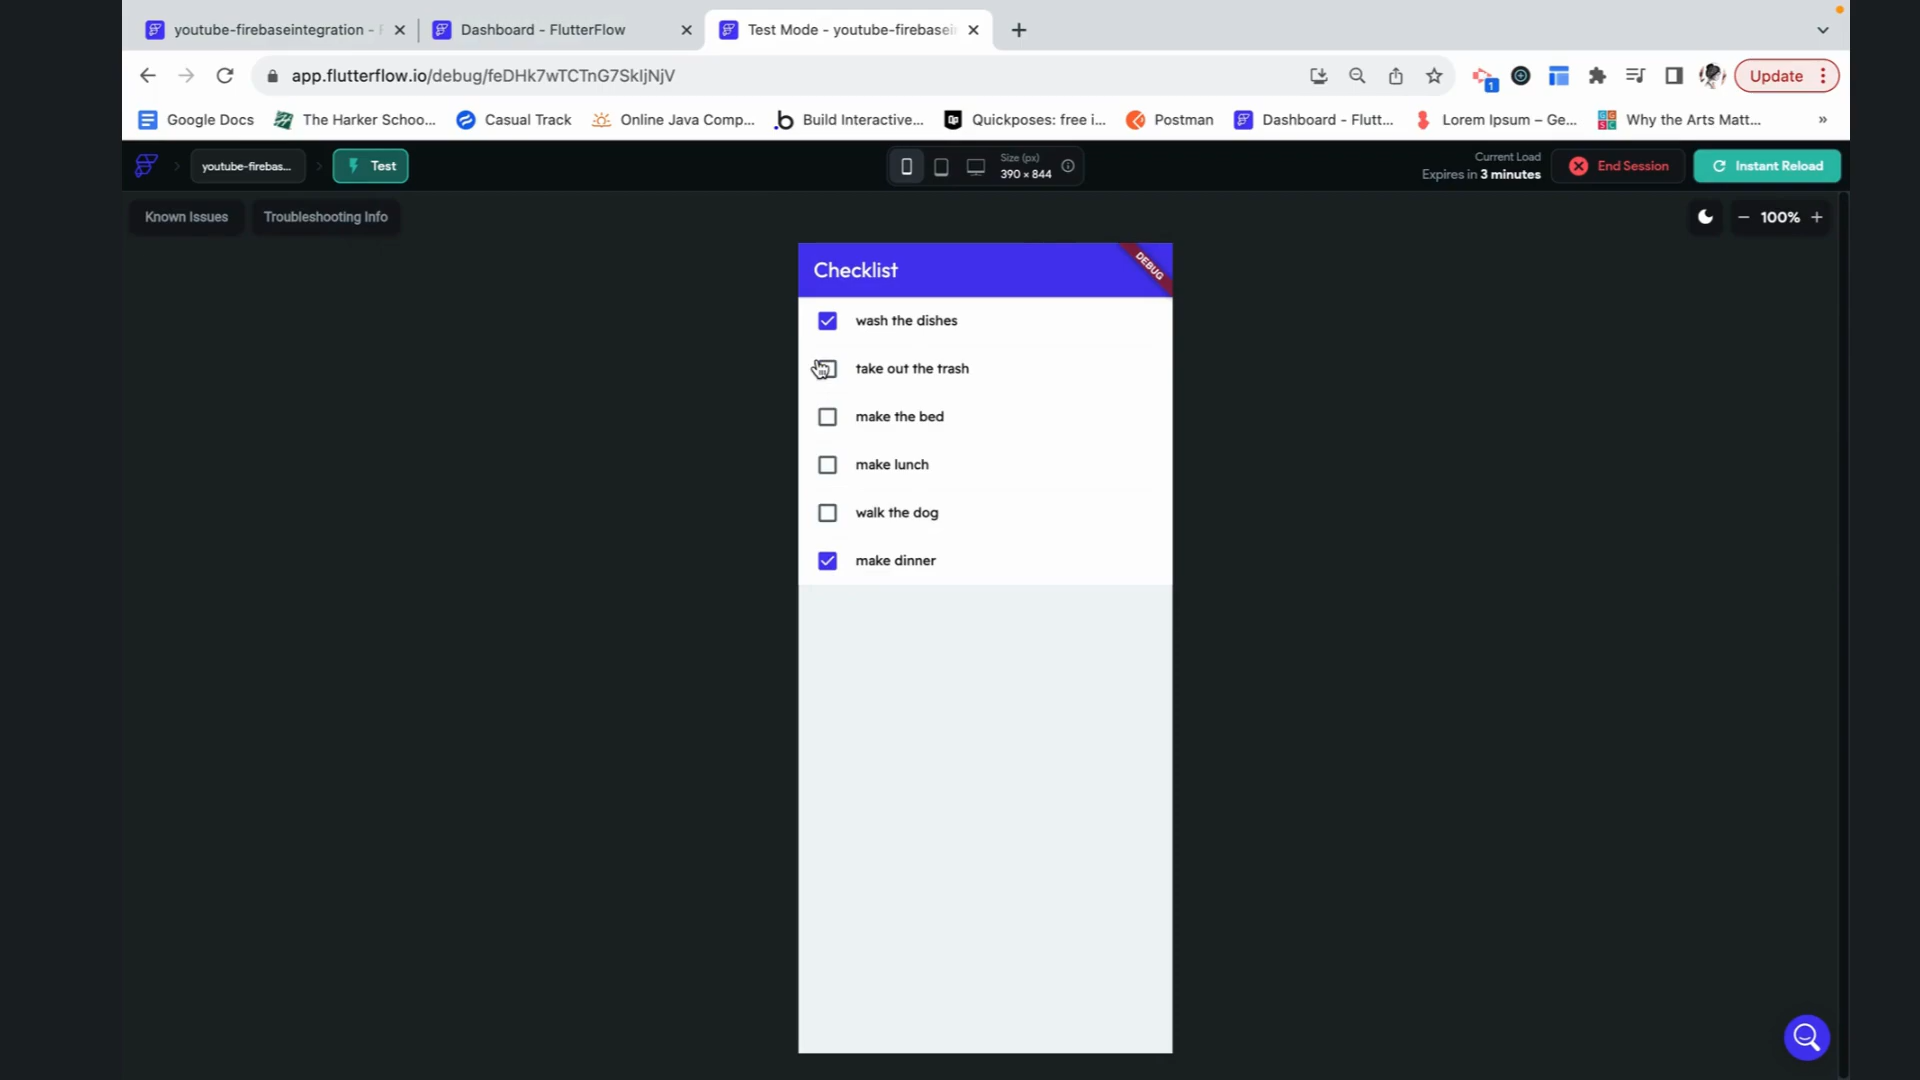 youtube-firebaseintegration -
Dashboard - FlutterFlow
Test Mode - youtube-firebasein
app.flutterflow.io/debug/feDHk7wTCTnG7SkIjNjV
1
Update
Google Docs
The Harker Schoo...
Casual Track
Online Java Comp...
Build Interactive...
Quickposes: free i...
Postman
Dashboard - Flutt...
Lorem Ipsum – Ge...
Why the Arts Matt...
»
youtube-firebas...
Test
Size (px)
390 × 844
Current Load
Expires in 3 minutes
End Session
Instant Reload
Known Issues
Troubleshooting Info
100%
Checklist
DEBUG
wash the dishes
take out the trash
make the bed
make lunch
walk the dog
make dinner